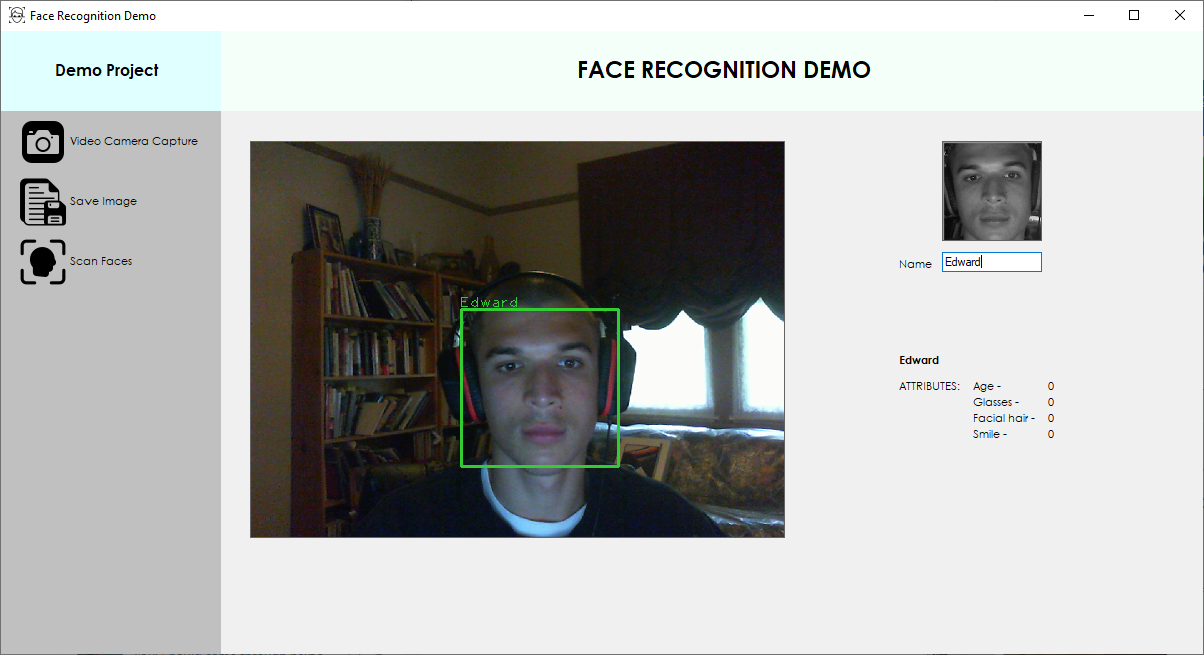 Face Recognition Demo
Demo Project
FACE RECOGNITION DEMO
Video Camera Capture
Save Image
Scan Faces
Edward
Name
Edward
Edward
ATTRIBUTES: Age - 0
Glasses - 0
Facial hair - 0
Smile - 0